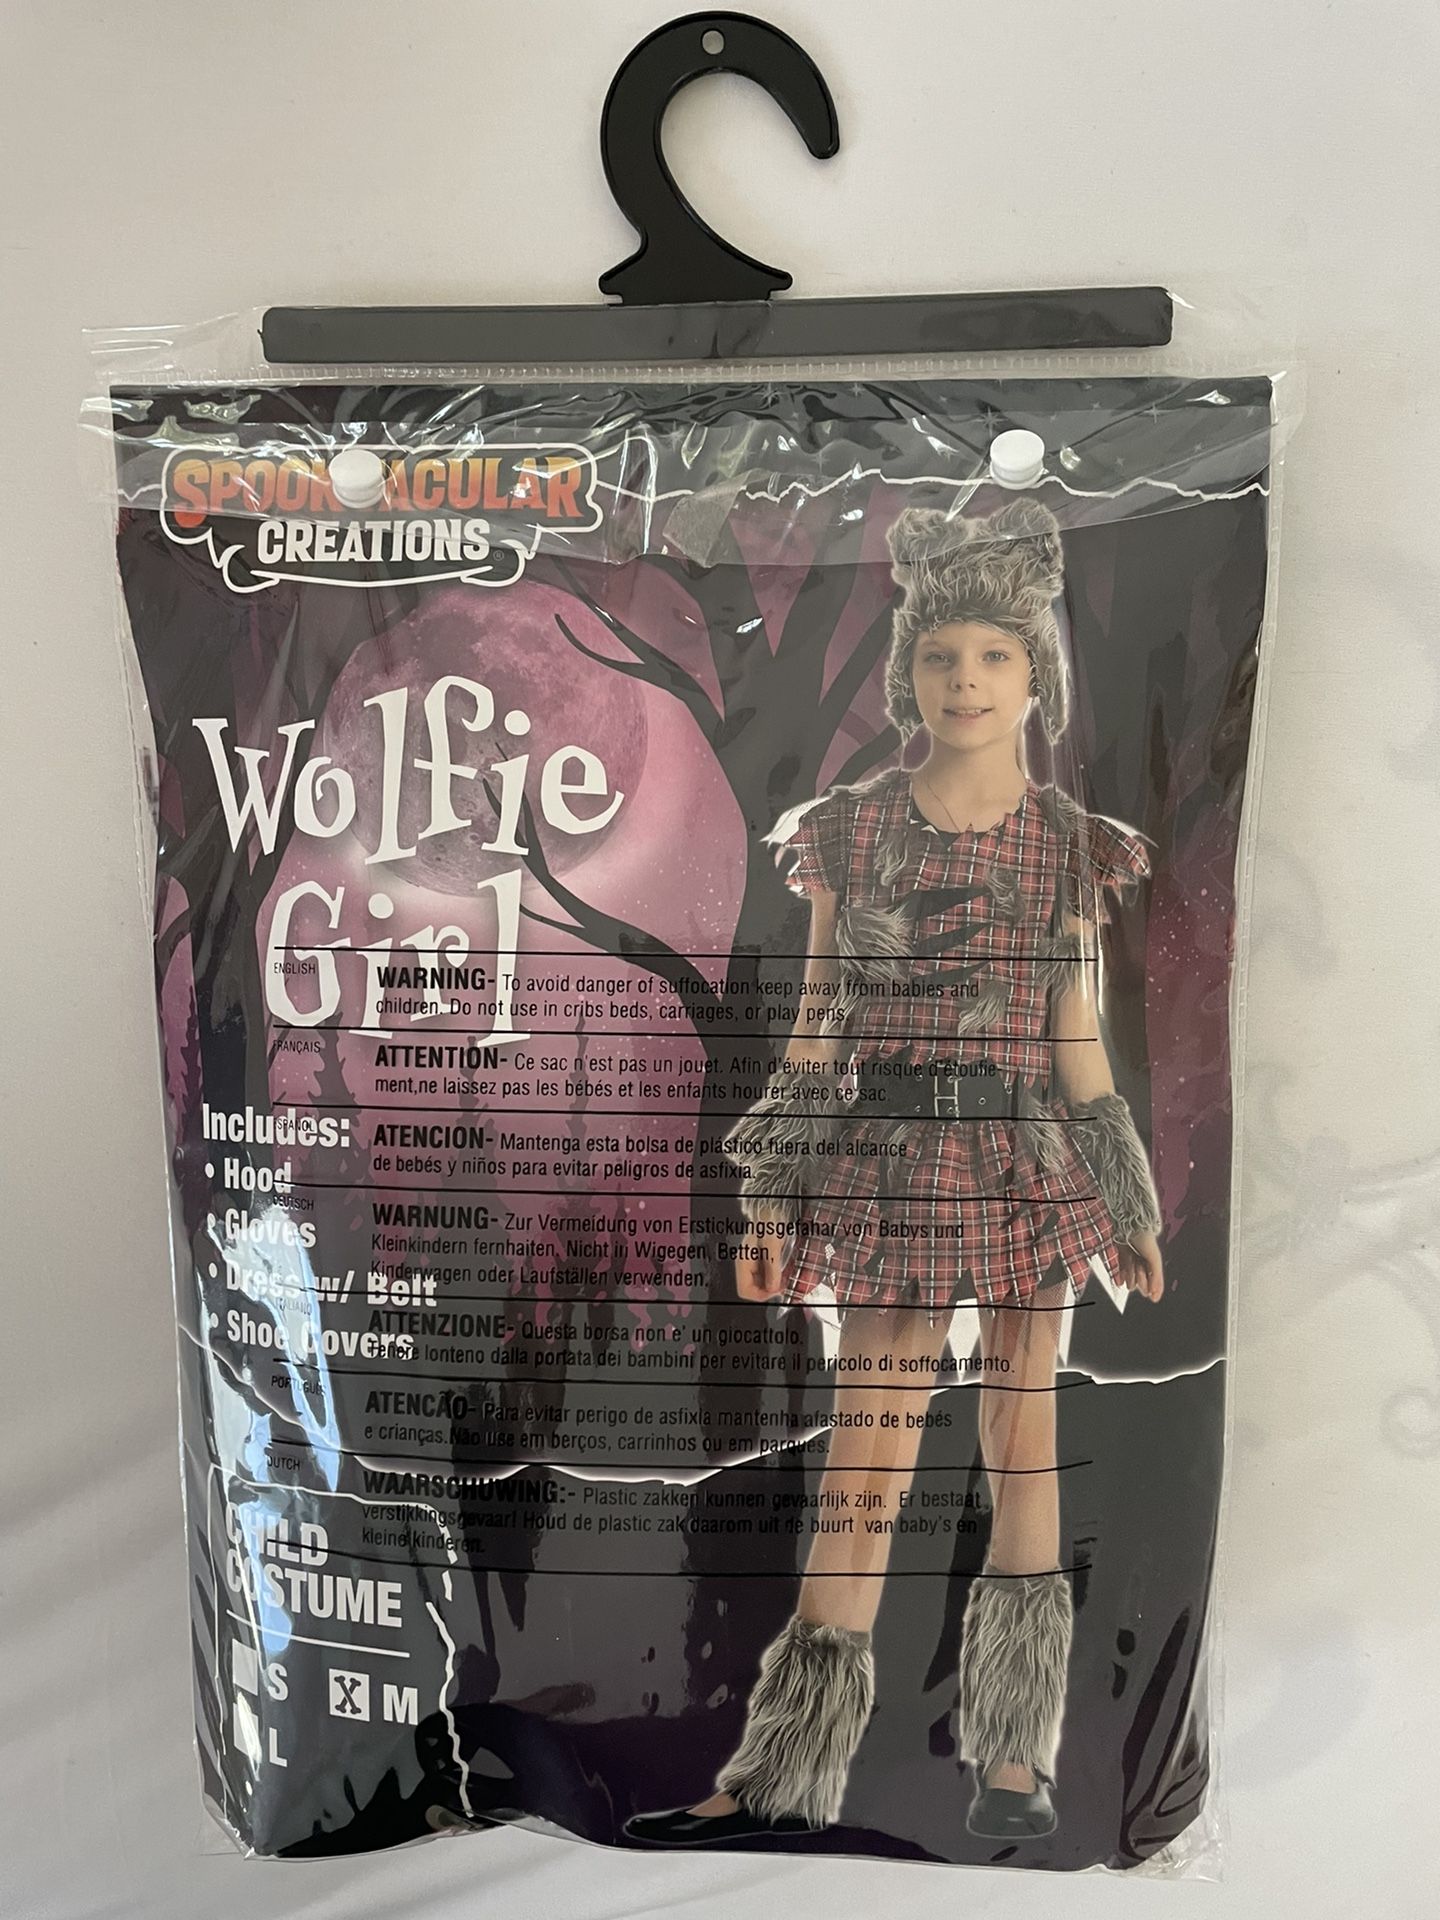 SPOOKTACULAR
CREATIONS®
Wolfie
Girl
ENGLISH
WARNING- To avoid danger of suffocation keep away from babies and
children. Do not use in cribs beds, carriages, or play pens.
FRANÇAIS
ATTENTION- Ce sac n'est pas un jouet. Afin d'éviter tout risque d'étoufie-
ment,ne laissez pas les bébés et les enfants hourer avec ce sac.
ESPANOL
ATENCION- Mantenga esta bolsa de plástico fuera del alcance
de bebés y niños para evitar peligros de asfixia.
DEUTSCH
WARNUNG- Zur Vermeidung von Erstickungsgefahar von Babys und
Kleinkindern fernhaiten. Nicht in Wigegen, Betten,
Kinderwagen oder Laufställen verwenden.
ITALIANO
ATTENZIONE- Questa borsa non e' un giocattolo.
Tenere lonteno dalla portata dei bambini per evitare il pericolo di soffocamento.
PORTUGUES
ATENCÃO- Para evitar perigo de asfixia mantenha afastado de bebés
e crianças. Não use em berços, carrinhos ou em parques.
DUTCH
WAARSCHUWING:- Plastic zakken kunnen gevaarlijk zijn. Er bestaat
verstikkingsgevaar! Houd de plastic zak daarom uit de buurt van baby's en
kleine kinderen.
Includes:
• Hood
• Gloves
• Dress w/ Belt
• Shoe Covers
CHILD
COSTUME
S
X M
L